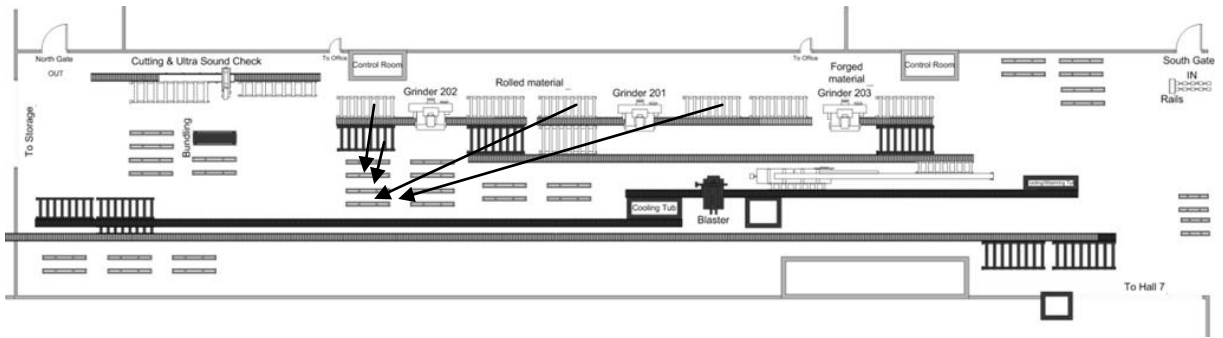 North Gate
OUT
Cutting & Ultra Sound Check
To Office
Control Room
Rolled material
Grinder 202
Grinder 201
To Office
Forged
material
Grinder 203
Control Room
South Gate
IN
Rails
To Storage
Bundling
Cooling Tub
Blaster
To Hall 7